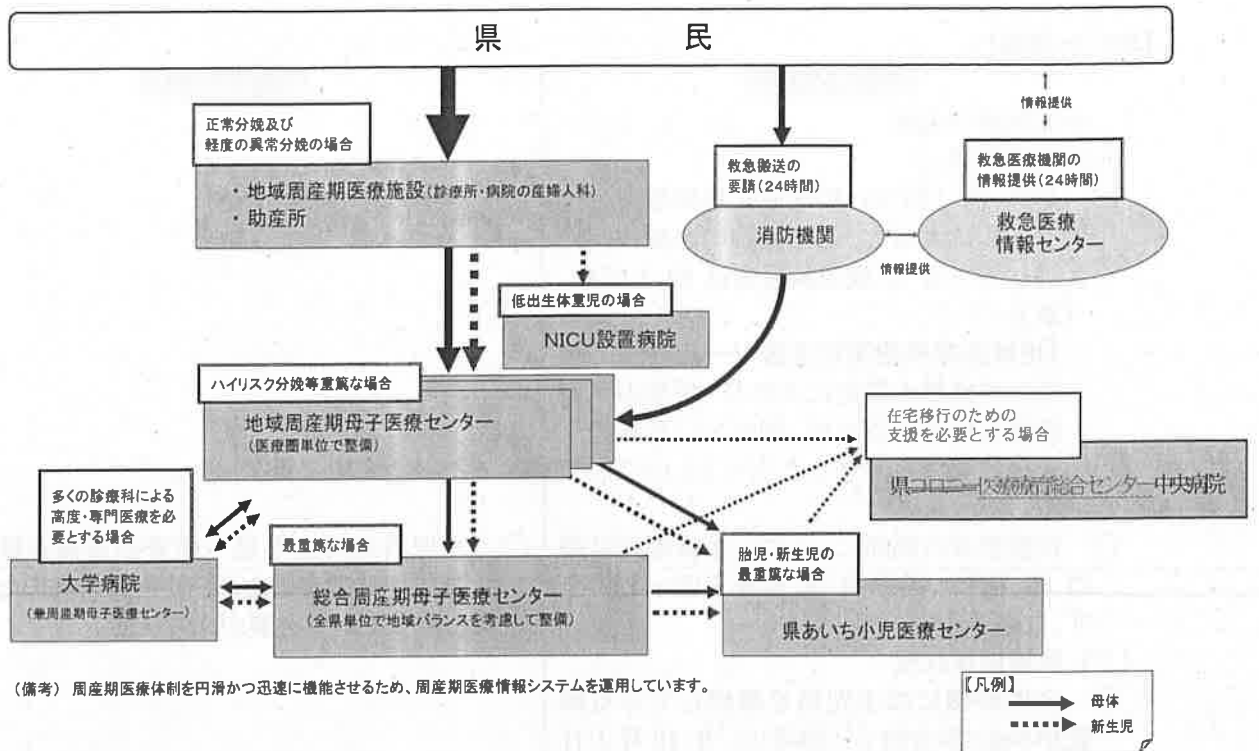 県 民
正常分娩及び
軽度の異常分娩の場合
・地域周産期医療施設(診療所・病院の産婦人科)
・助産所
救急搬送の
要請(24時間)
消防機関
情報提供
救急医療機関の
情報提供(24時間)
救急医療
情報センター
情報提供
低出生体重児の場合
NICU設置病院
ハイリスク分娩等重篤な場合
地域周産期母子医療センター
(医療圏単位で整備)
在宅移行のための
支援を必要とする場合
県コロニー医療療育総合センター中央病院
多くの診療科による
高度・専門医療を必
要とする場合
大学病院
(兼周産期母子医療センター)
最重篤な場合
総合周産期母子医療センター
(全県単位で地域バランスを考慮して整備)
胎児・新生児の
最重篤な場合
県あいち小児医療センター
(備考) 周産期医療体制を円滑かつ迅速に機能させるため、周産期医療情報システムを運用しています。
【凡例】
母体
新生児